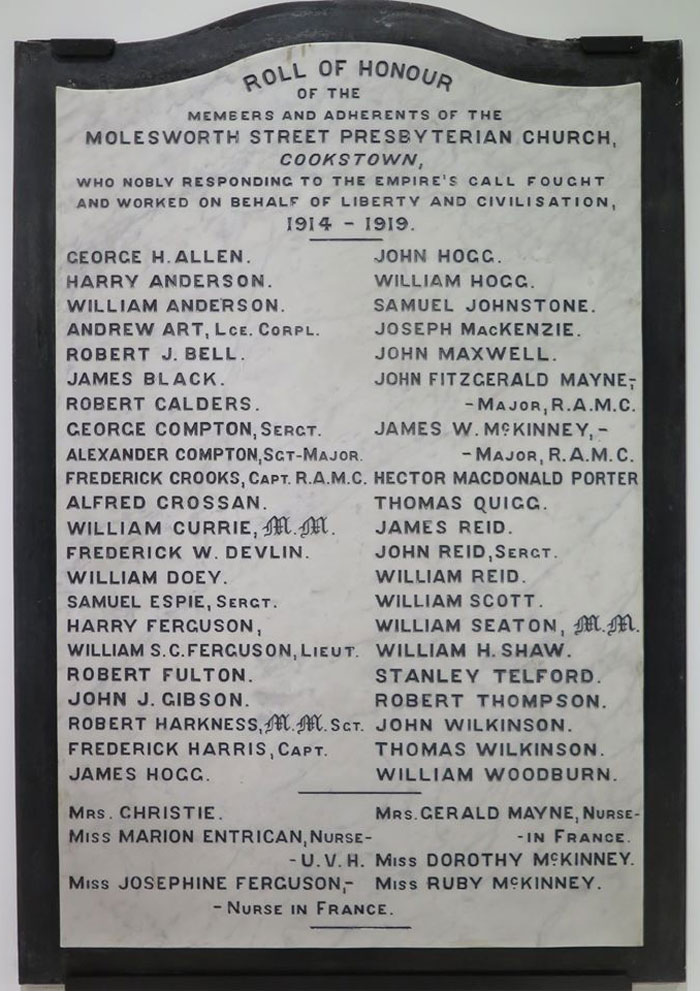 ROLL OF HONOUR
OF THE
MEMBERS AND ADHERENTS OF THE
MOLESWORTH STREET PRESBYTERIAN CHURCH,
COOKSTOWN,
WHO NOBLY RESPONDING TO THE EMPIRE'S CALL FOUGHT
AND WORKED ON BEHALF OF LIBERTY AND CIVILISATION,
1914 - 1919.
GEORGE H. ALLEN.
HARRY ANDERSON.
WILLIAM ANDERSON.
ANDREW ART, LCE. CORPL.
ROBERT J. BELL.
JAMES BLACK.
ROBERT CALDERS.
GEORGE COMPTON, SERGT.
ALEXANDER COMPTON, SGT-MAJOR.
FREDERICK CROOKS, CAPT. R.A.M.C.
ALFRED CROSSAN.
WILLIAM CURRIE, M.M.
FREDERICK W. DEVLIN.
WILLIAM DOEY.
SAMUEL ESPIE, SERGT.
HARRY FERGUSON,
WILLIAM S.C. FERGUSON, LIEUT.
ROBERT FULTON.
JOHN J. GIBSON.
ROBERT HARKNESS, M.M. SGT.
FREDERICK HARRIS, CAPT.
JAMES HOGG.
JOHN HOGG.
WILLIAM HOGG.
SAMUEL JOHNSTONE.
JOSEPH MACKENZIE.
JOHN MAXWELL.
JOHN FITZGERALD MAYNE,-
- MAJOR, R.A.M.C.
JAMES W. McKINNEY, -
- MAJOR, R.A.M.C.
HECTOR MACDONALD PORTER
THOMAS QUIGG.
JAMES REID.
JOHN REID, SERGT.
WILLIAM REID.
WILLIAM SCOTT.
WILLIAM SEATON, M.M.
WILLIAM H. SHAW.
STANLEY TELFORD.
ROBERT THOMPSON.
JOHN WILKINSON.
THOMAS WILKINSON.
WILLIAM WOODBURN.
MRS. CHRISTIE.
MISS MARION ENTRICAN, NURSE-
- U.V.H.
MISS JOSEPHINE FERGUSON,-
- NURSE IN FRANCE.
MRS. GERALD MAYNE, NURSE-
-IN FRANCE.
MISS DOROTHY McKINNEY.
MISS RUBY McKINNEY.